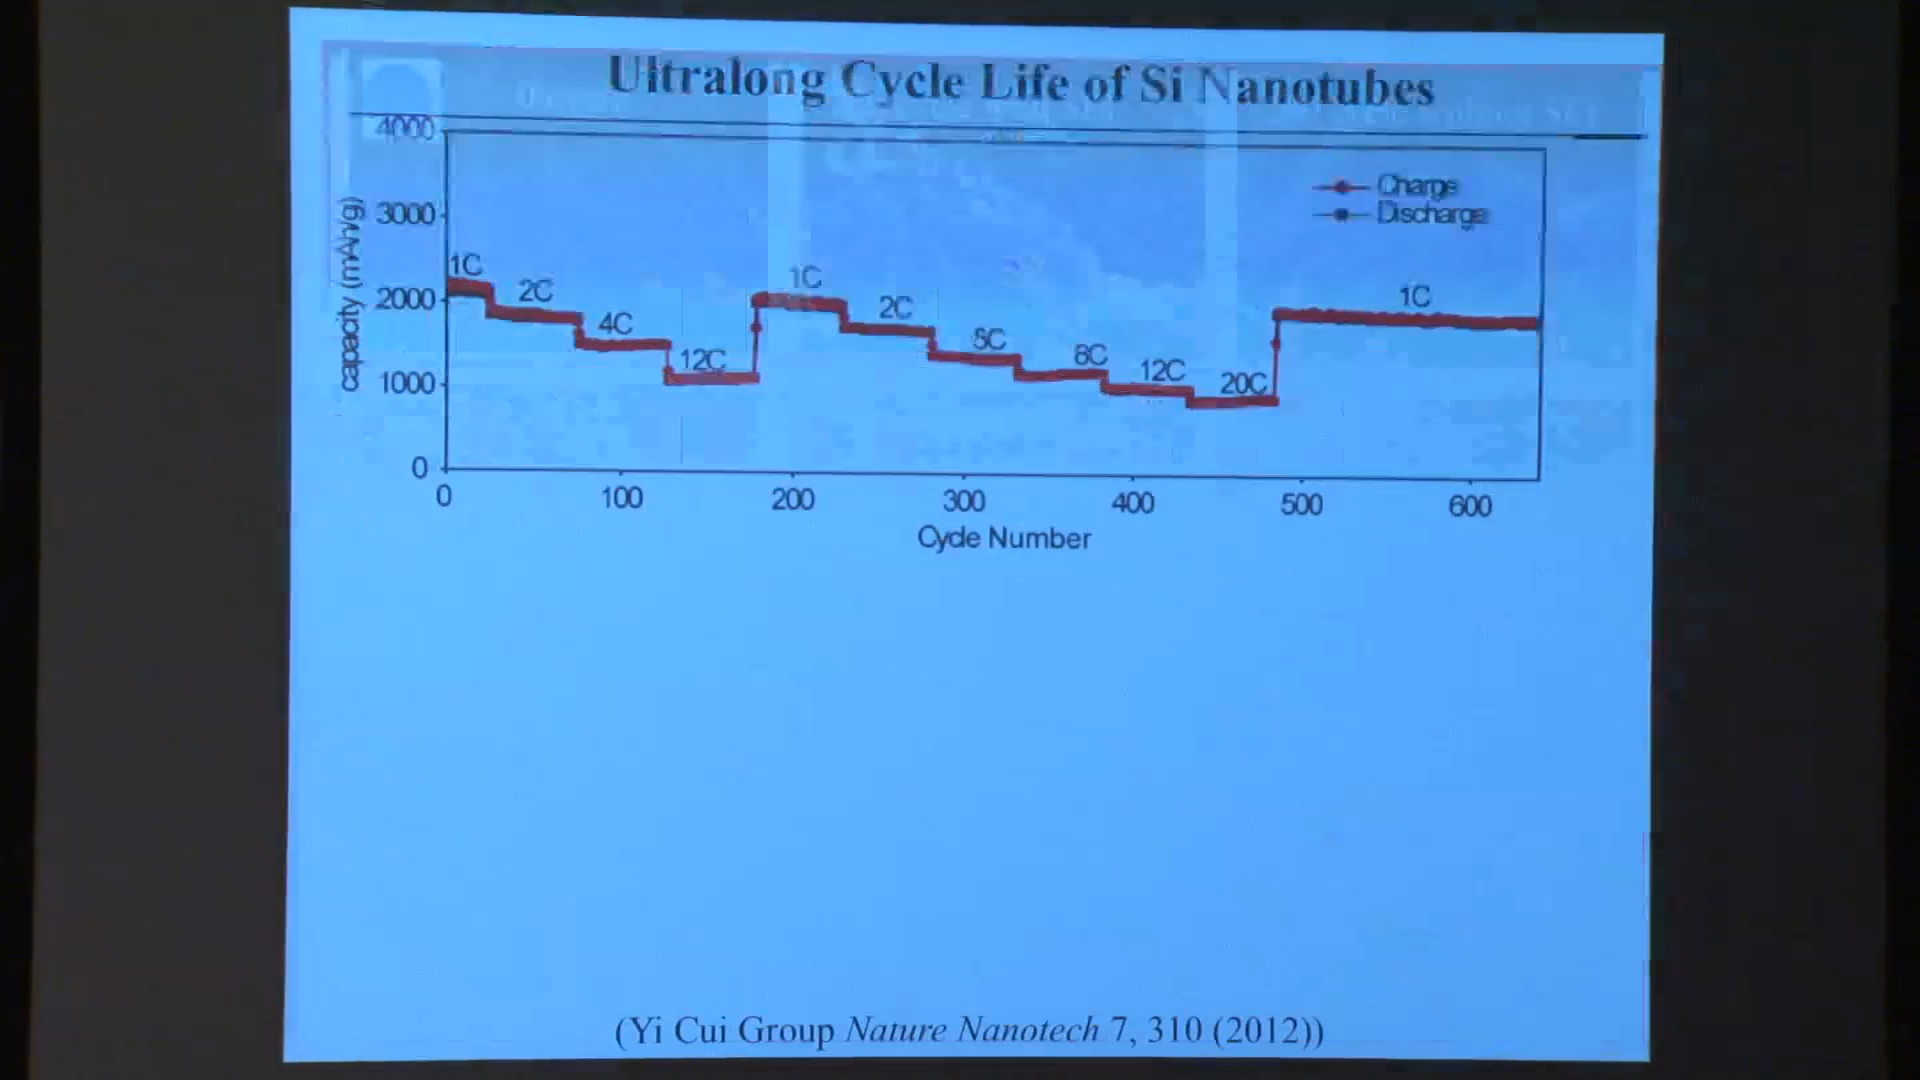 Ultralong Cycle Life of Si Nanotubes
4000
3000
2000
1000
0
capacity (mAh/g)
Charge
Discharge
1C
2C
4C
12C
1C
2C
5C
8C
12C
20C
1C
0 100 200 300 400 500 600
Cycle Number
(Yi Cui Group Nature Nanotech 7, 310 (2012))